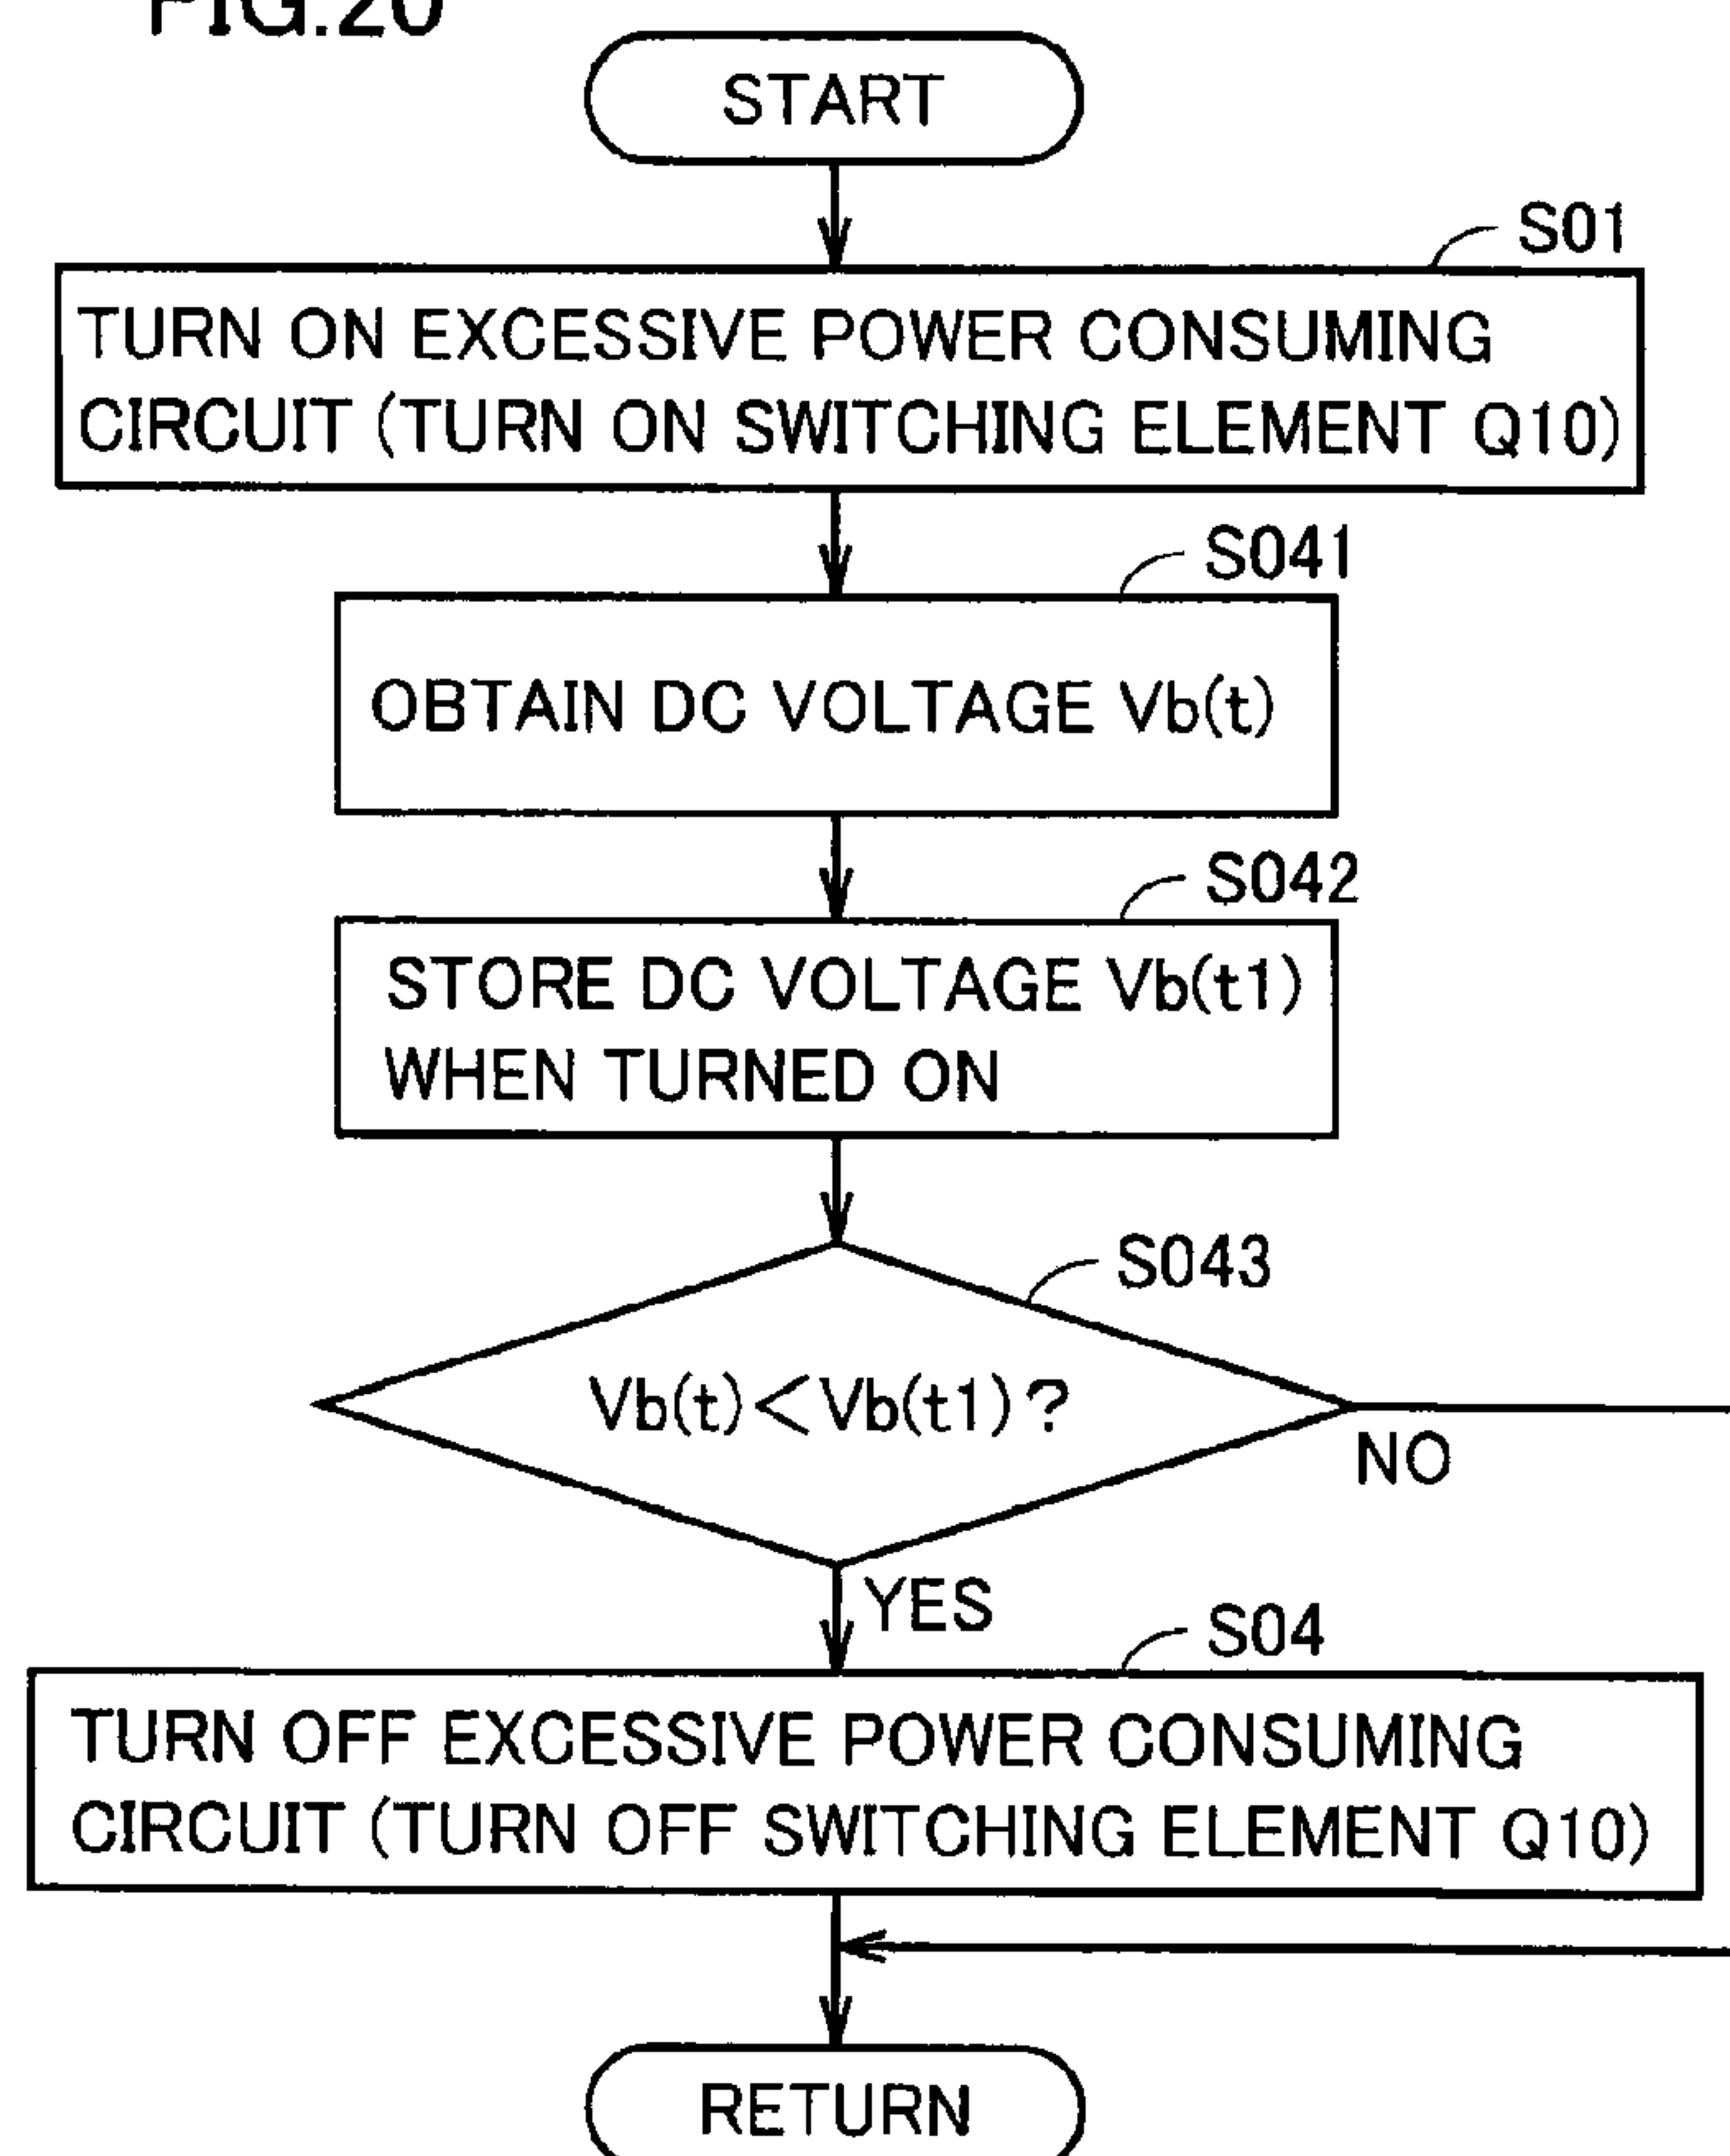 FIG.20
START
S01
TURN ON EXCESSIVE POWER CONSUMING
CIRCUIT (TURN ON SWITCHING ELEMENT Q10)
S041
OBTAIN DC VOLTAGE Vb(t)
S042
STORE DC VOLTAGE Vb(t1)
WHEN TURNED ON
S043
Vb(t)<Vb(t1)?
NO
YES
S04
TURN OFF EXCESSIVE POWER CONSUMING
CIRCUIT (TURN OFF SWITCHING ELEMENT Q10)
RETURN